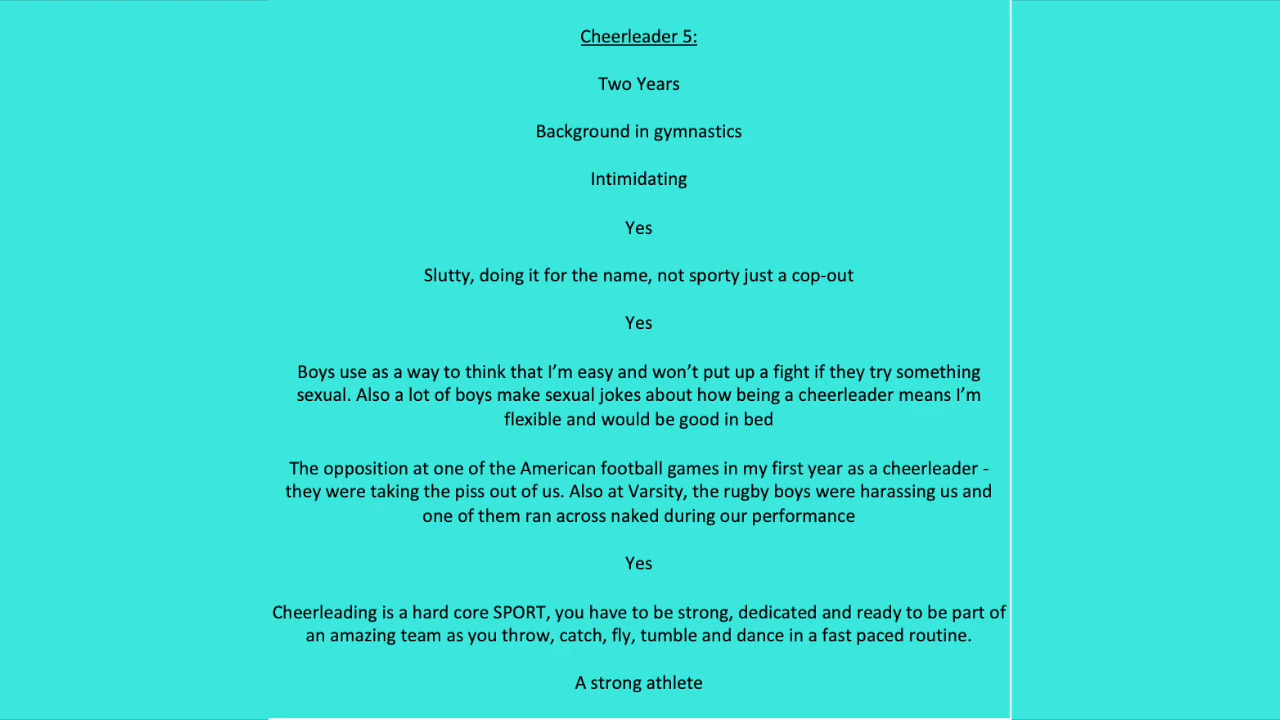 Cheerleader 5:
Two Years
Background in gymnastics
Intimidating
Yes
Slutty, doing it for the name, not sporty just a cop-out
Yes
Boys use as a way to think that I’m easy and won’t put up a fight if they try something
sexual. Also a lot of boys make sexual jokes about how being a cheerleader means I’m
flexible and would be good in bed
The opposition at one of the American football games in my first year as a cheerleader -
they were taking the piss out of us. Also at Varsity, the rugby boys were harassing us and
one of them ran across naked during our performance
Yes
Cheerleading is a hard core SPORT, you have to be strong, dedicated and ready to be part of
an amazing team as you throw, catch, fly, tumble and dance in a fast paced routine.
A strong athlete